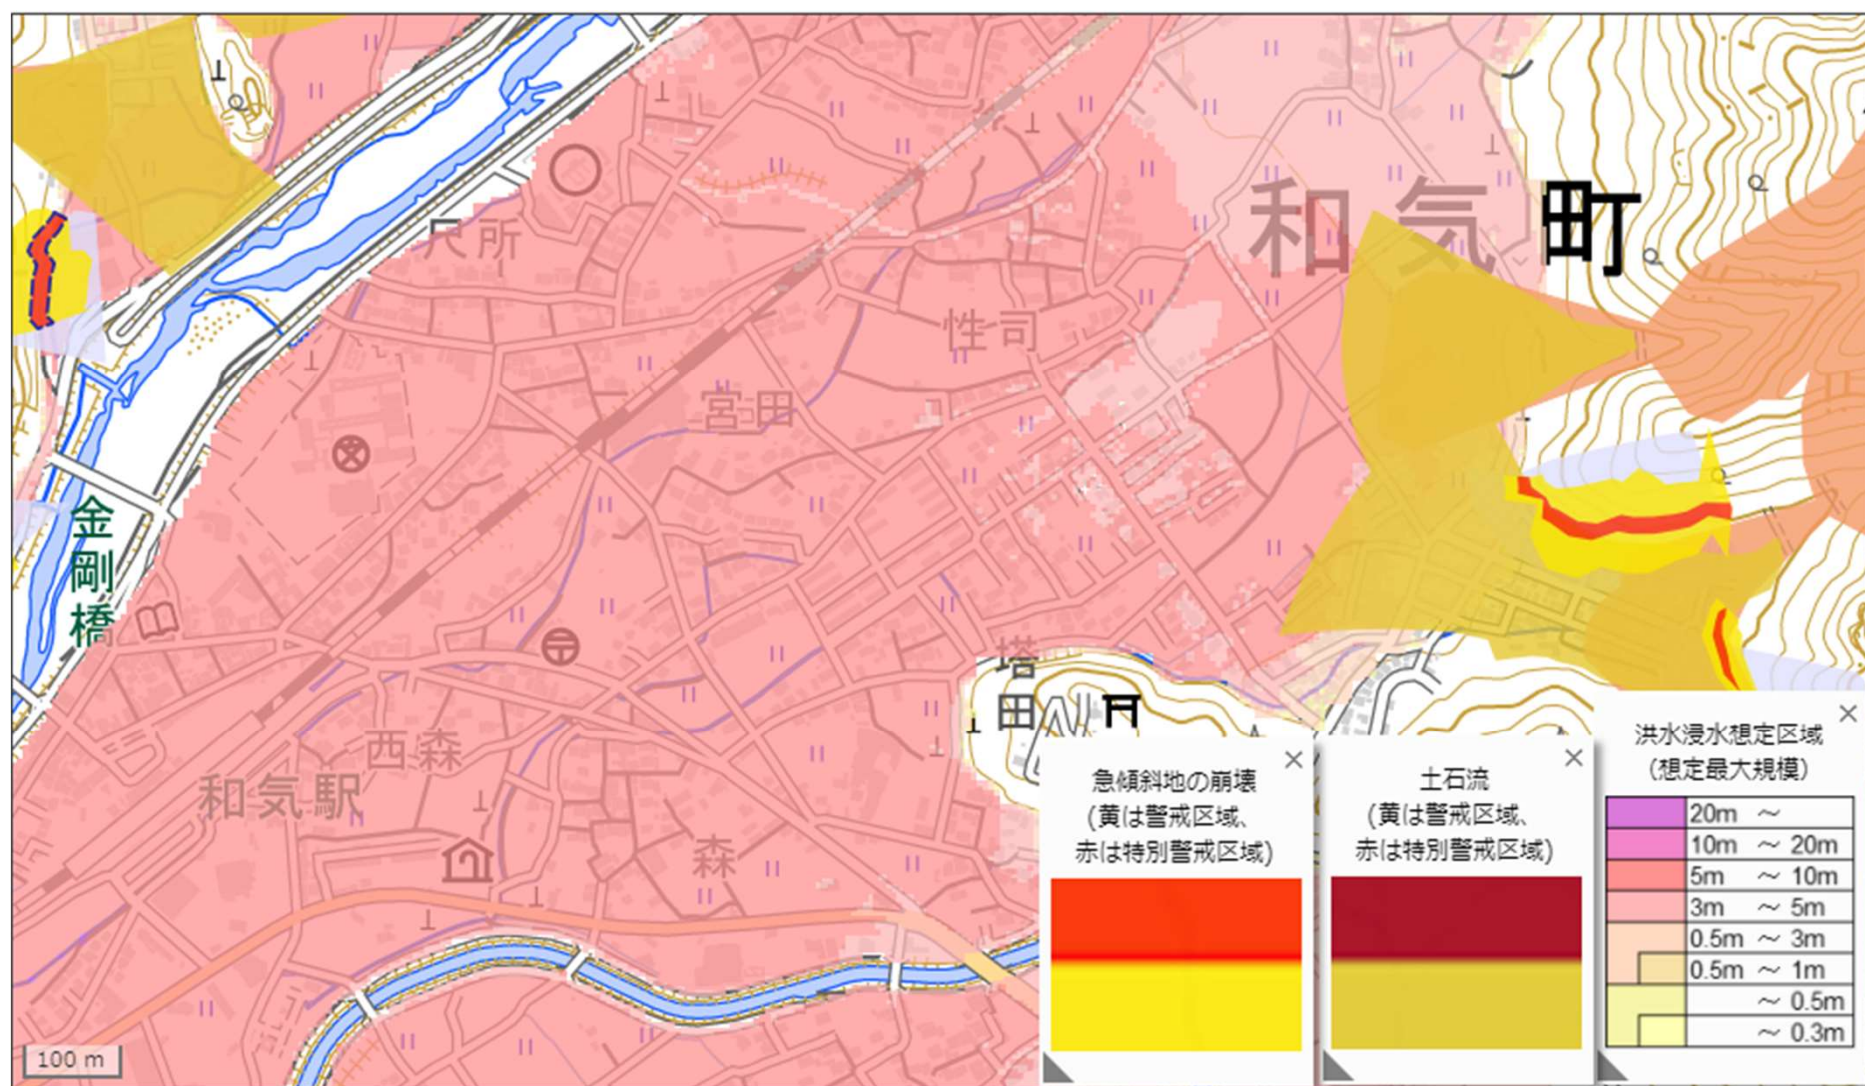 尺所
和気町
性司
宮田
金剛橋
塔田
西森
和気駅
森
100 m
×
急傾斜地の崩壊
(黄は警戒区域、
赤は特別警戒区域)
×
土石流
(黄は警戒区域、
赤は特別警戒区域)
×
洪水浸水想定区域
(想定最大規模)
20m ～
10m ～ 20m
5m ～ 10m
3m ～ 5m
0.5m ～ 3m
0.5m ～ 1m
～ 0.5m
～ 0.3m